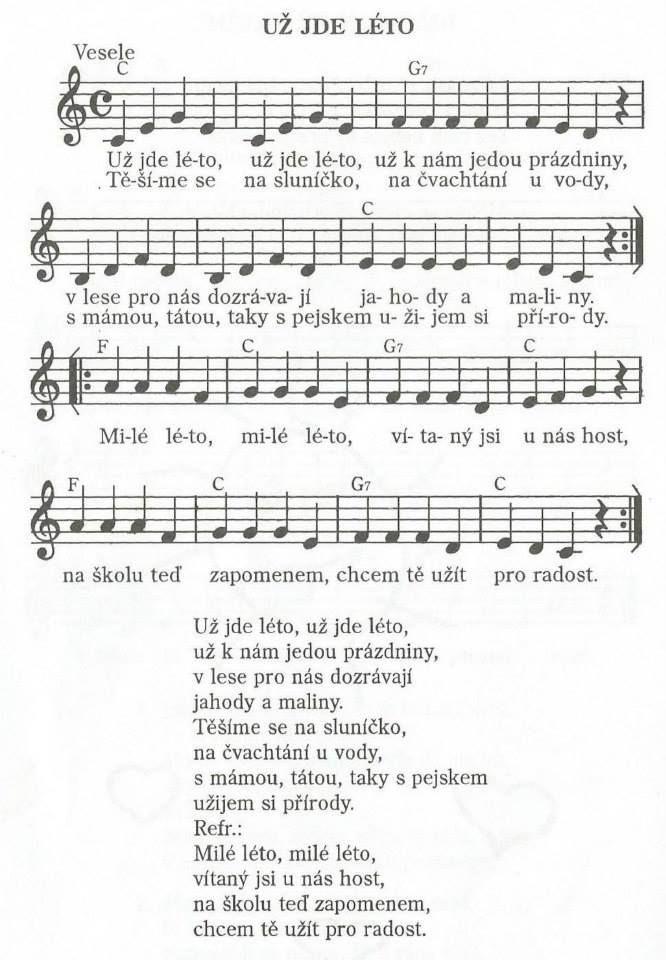 UŽ JDE LÉTO
Vesele
C G7
Už jde lé-to, už jde lé-to, už k nám jedou prázdniny,
Tě-ší-me se na sluníčko, na čvachtání u vo-dy,
C
v lese pro nás dozrá-va-jí ja-ho-dy a ma-li-ny.
s mámou, tátou, taky s pejskem u-ži-jem si pří-ro-dy.
F C G7 C
Mi-lé lé-to, mi-lé lé-to, ví-ta-ný jsi u nás host,
F C G7 C
na školu teď zapomenem, chcem tě užít pro radost.
Už jde léto, už jde léto,
už k nám jedou prázdniny,
v lese pro nás dozrávají
jahody a maliny.
Těšíme se na sluníčko,
na čvachtání u vody,
s mámou, tátou, taky s pejskem
užijem si přírody.
Refr.:
Milé léto, milé léto,
vítaný jsi u nás host,
na školu teď zapomenem,
chcem tě užít pro radost.